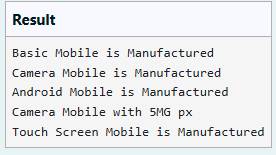 Result
Basic Mobile is Manufactured
Camera Mobile is Manufactured
Android Mobile is Manufactured
Camera Mobile with 5MG px
Touch Screen Mobile is Manufactured